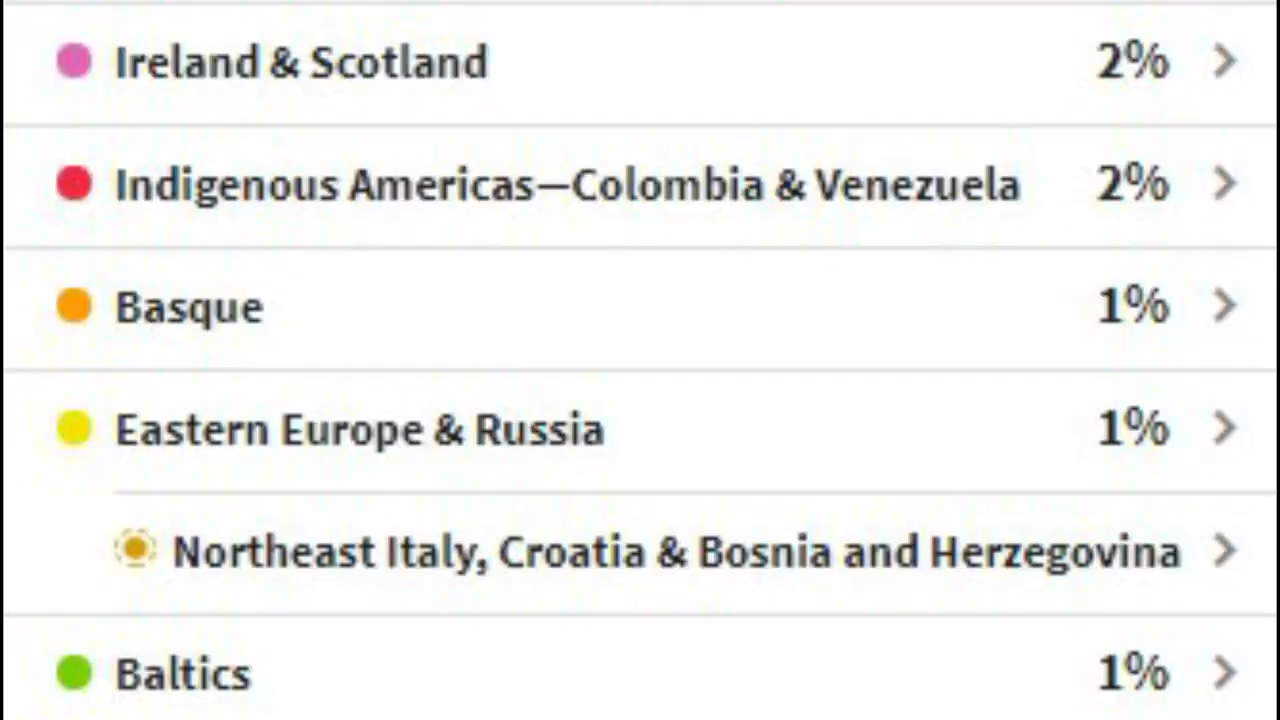 Ireland & Scotland 2%
Indigenous Americas—Colombia & Venezuela 2%
Basque 1%
Eastern Europe & Russia 1%
Northeast Italy, Croatia & Bosnia and Herzegovina
Baltics 1%